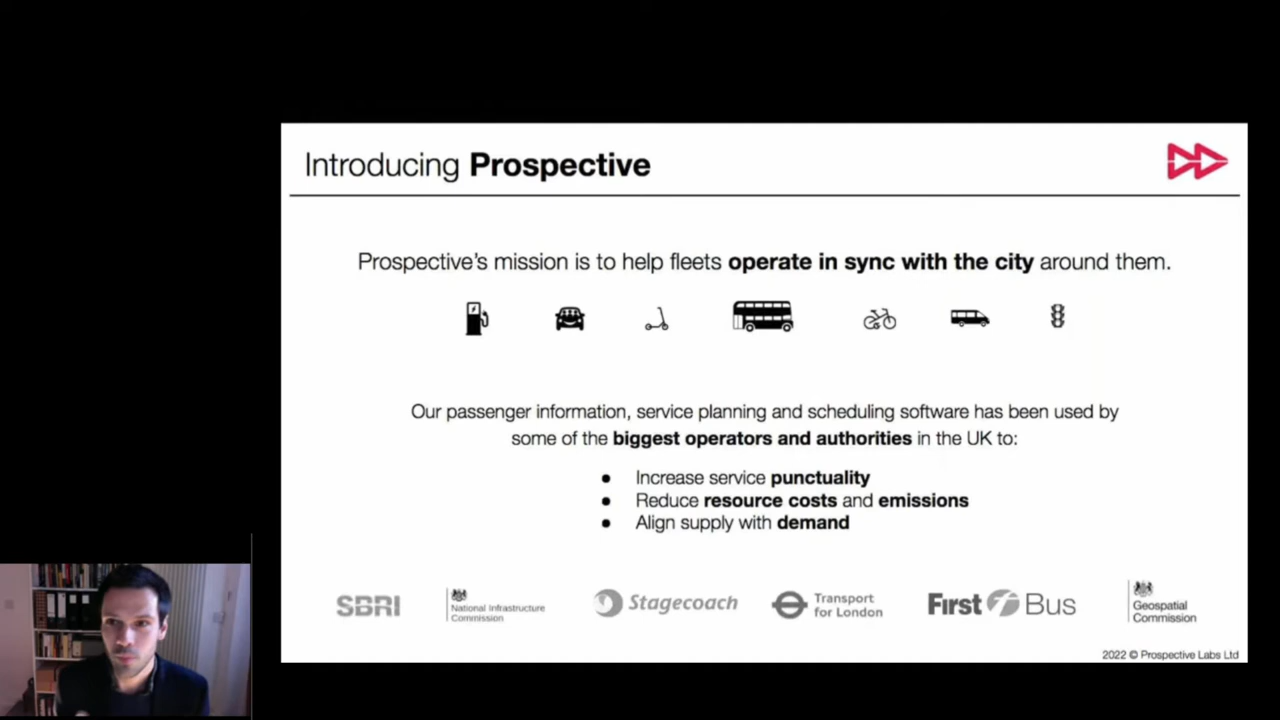 Introducing Prospective
Prospective's mission is to help fleets operate in sync with the city around them.
Our passenger information, service planning and scheduling software has been used by
some of the biggest operators and authorities in the UK to:
● Increase service punctuality
● Reduce resource costs and emissions
● Align supply with demand
SBRI
National Infrastructure
Commission
Stagecoach
Transport
for London
First Bus
Geospatial
Commission
2022 © Prospective Labs Ltd